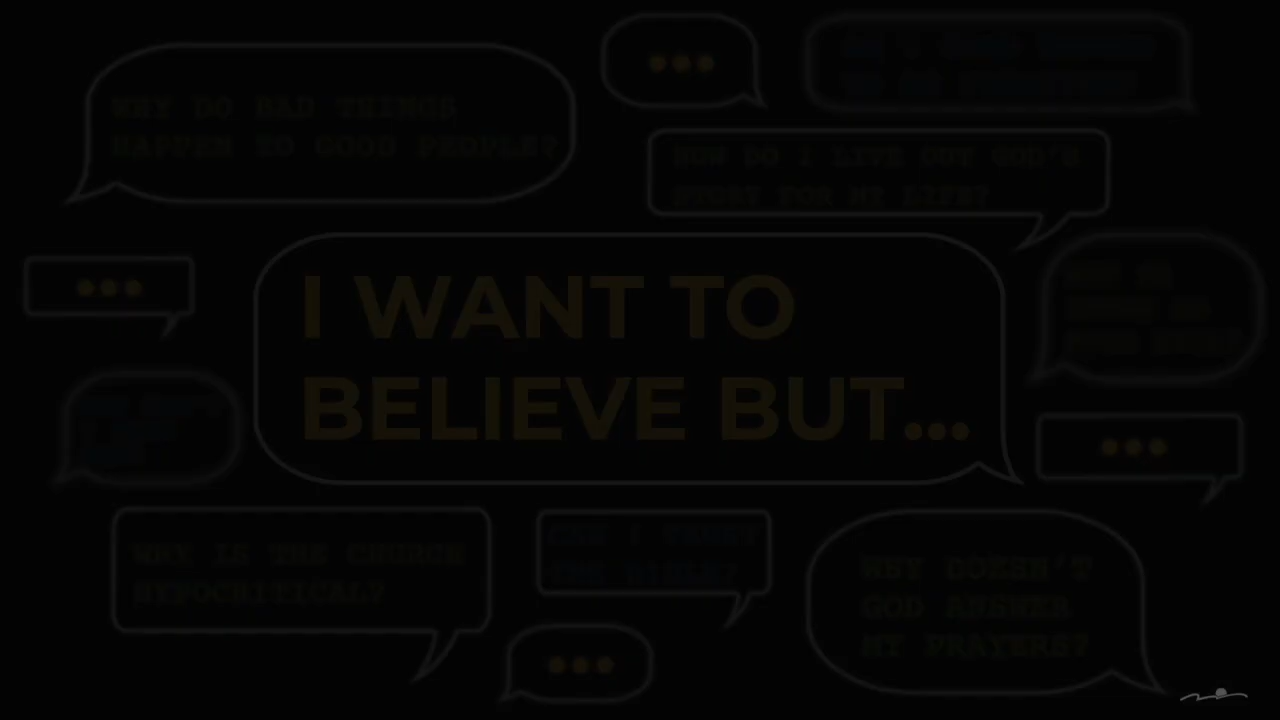 WHY DO BAD THINGS
HAPPEN TO GOOD PEOPLE?
HOW DO I LIVE OUT GOD'S
STORY FOR MY LIFE?
I WANT TO
BELIEVE BUT...
WHY IS THE CHURCH
HYPOCRITICAL?
CAN I TRUST
THE BIBLE?
WHY DOESN'T
GOD ANSWER
MY PRAYERS?